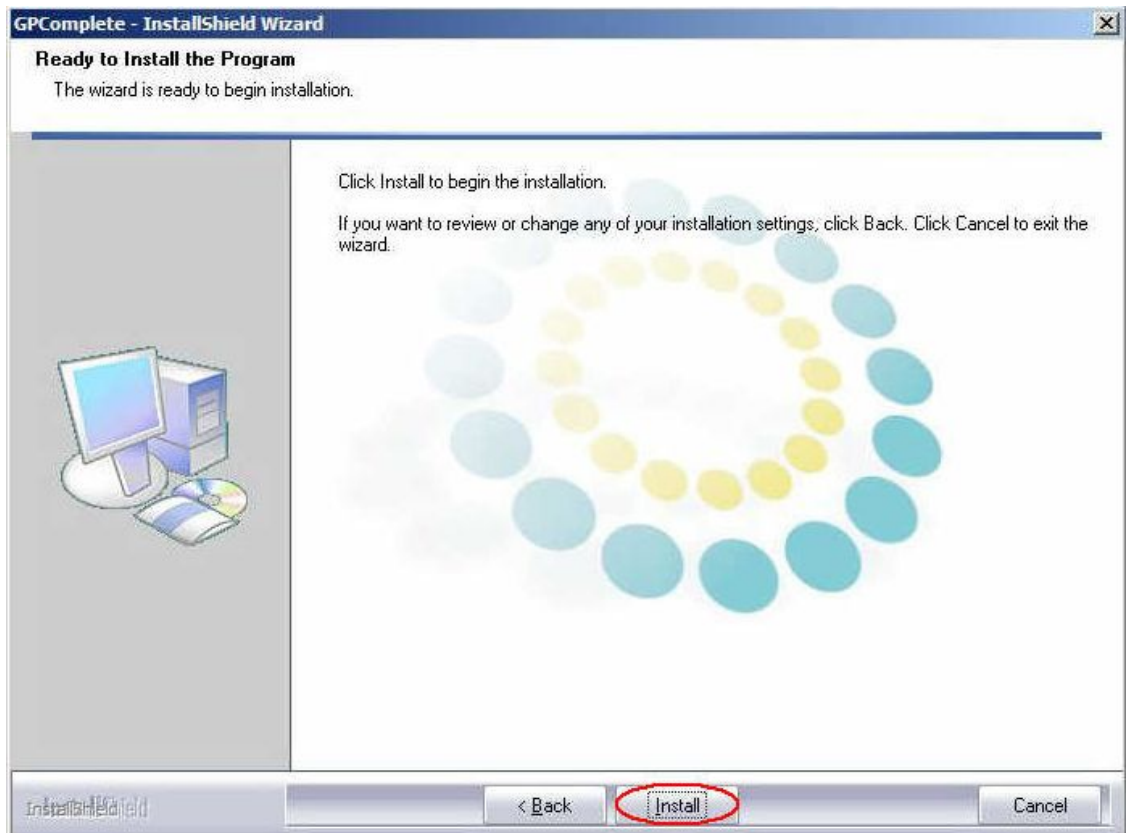 GPComplete - InstallShield Wizard
Ready to Install the Program
The wizard is ready to begin installation.
Click Install to begin the installation.
If you want to review or change any of your installation settings, click Back. Click Cancel to exit the
wizard.
InstallShield
< Back
Install
Cancel